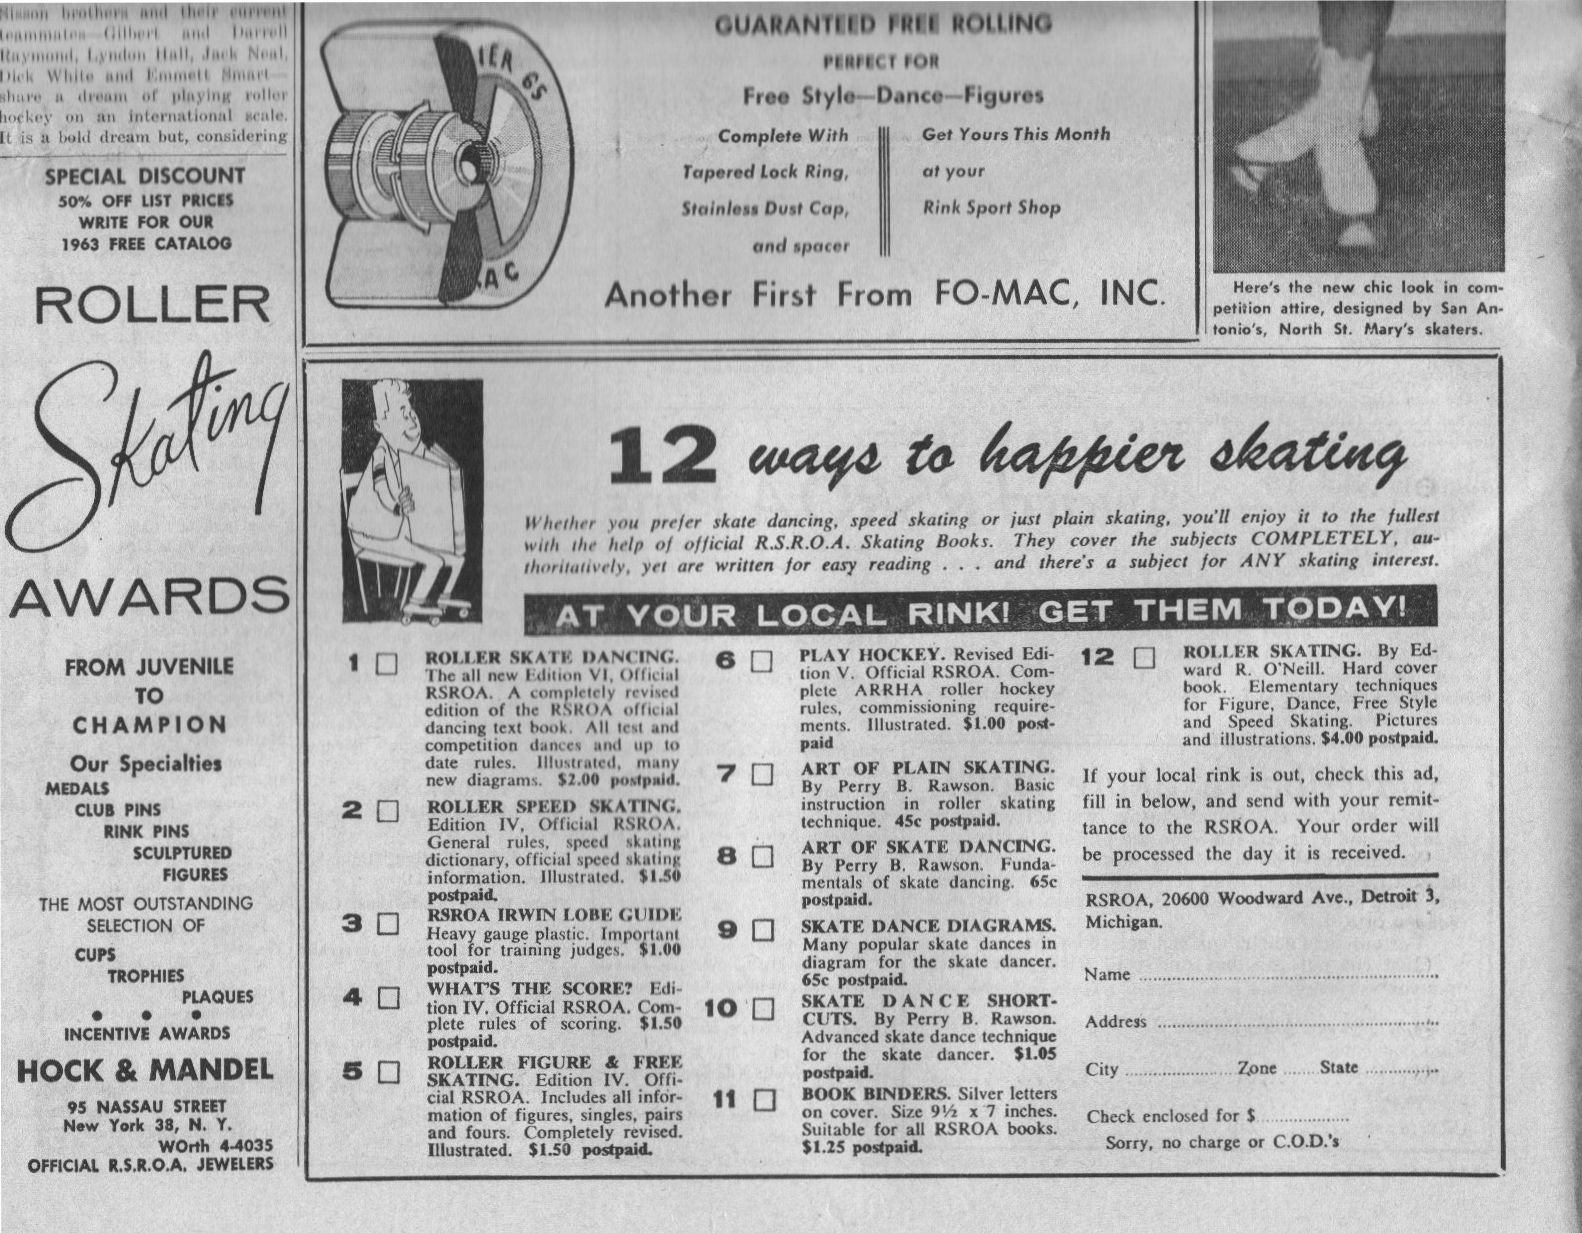 Nisson brothers and their current
teammates Gilbert and Darrell
Raymond, Lyndon Hall, Jack Neal,
Dick White and Emmett Smart—
share a dream of playing roller
hockey on an international scale.
It is a bold dream but, considering
SPECIAL DISCOUNT
50% OFF LIST PRICES
WRITE FOR OUR
1963 FREE CATALOG
ROLLER
Skating
AWARDS
FROM JUVENILE
TO
CHAMPION
Our Specialties
MEDALS
CLUB PINS
RINK PINS
SCULPTURED
FIGURES
THE MOST OUTSTANDING
SELECTION OF
CUPS
TROPHIES
PLAQUES
• • •
INCENTIVE AWARDS
HOCK & MANDEL
95 NASSAU STREET
New York 38, N. Y.
WOrth 4-4035
OFFICIAL R.S.R.O.A. JEWELERS
IER 65
AC
GUARANTEED FREE ROLLING
PERFECT FOR
Free Style—Dance—Figures
Complete With
Tapered Lock Ring,
Stainless Dust Cap,
and spacer
Get Yours This Month
at your
Rink Sport Shop
Another First From FO-MAC, INC.
Here's the new chic look in com-
petition attire, designed by San An-
tonio's, North St. Mary's skaters.
12 ways to happier skating
Whether you prefer skate dancing, speed skating or just plain skating, you'll enjoy it to the fullest
with the help of official R.S.R.O.A. Skating Books. They cover the subjects COMPLETELY, au-
thoritatively, yet are written for easy reading . . . and there's a subject for ANY skating interest.
AT YOUR LOCAL RINK! GET THEM TODAY!
1 ROLLER SKATE DANCING.
The all new Edition VI, Official
RSROA. A completely revised
edition of the RSROA official
dancing text book. All test and
competition dances and up to
date rules. Illustrated, many
new diagrams. $2.00 postpaid.
2 ROLLER SPEED SKATING.
Edition IV, Official RSROA.
General rules, speed skating
dictionary, official speed skating
information. Illustrated. $1.50
postpaid.
3 RSROA IRWIN LOBE GUIDE
Heavy gauge plastic. Important
tool for training judges. $1.00
postpaid.
4 WHAT'S THE SCORE? Edi-
tion IV. Official RSROA. Com-
plete rules of scoring. $1.50
postpaid.
5 ROLLER FIGURE & FREE
SKATING. Edition IV. Offi-
cial RSROA. Includes all infor-
mation of figures, singles, pairs
and fours. Completely revised.
Illustrated. $1.50 postpaid.
6 PLAY HOCKEY. Revised Edi-
tion V. Official RSROA. Com-
plete ARRHA roller hockey
rules, commissioning require-
ments. Illustrated. $1.00 post-
paid
7 ART OF PLAIN SKATING.
By Perry B. Rawson. Basic
instruction in roller skating
technique. 45c postpaid.
8 ART OF SKATE DANCING.
By Perry B. Rawson. Funda-
mentals of skate dancing. 65c
postpaid.
9 SKATE DANCE DIAGRAMS.
Many popular skate dances in
diagram for the skate dancer.
65c postpaid.
10 SKATE DANCE SHORT-
CUTS. By Perry B. Rawson.
Advanced skate dance technique
for the skate dancer. $1.05
postpaid.
11 BOOK BINDERS. Silver letters
on cover. Size 9½ x 7 inches.
Suitable for all RSROA books.
$1.25 postpaid.
12 ROLLER SKATING. By Ed-
ward R. O'Neill. Hard cover
book. Elementary techniques
for Figure, Dance, Free Style
and Speed Skating. Pictures
and illustrations. $4.00 postpaid.
If your local rink is out, check this ad,
fill in below, and send with your remit-
tance to the RSROA. Your order will
be processed the day it is received.
RSROA, 20600 Woodward Ave., Detroit 3,
Michigan.
Name
Address
City Zone State
Check enclosed for $
Sorry, no charge or C.O.D.'s